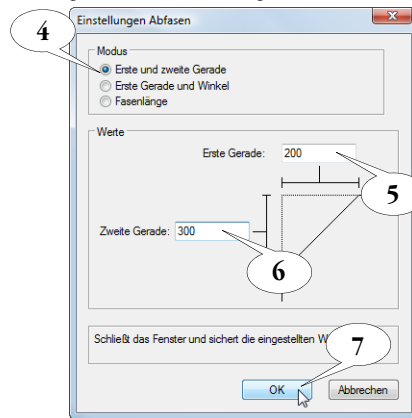 Einstellungen Abfasen
4
Modus
Erste und zweite Gerade
Erste Gerade und Winkel
Fasenlänge
Werte
Erste Gerade: 200
5
Zweite Gerade: 300
6
Schließt das Fenster und sichert die eingestellten
7
OK
Abbrechen